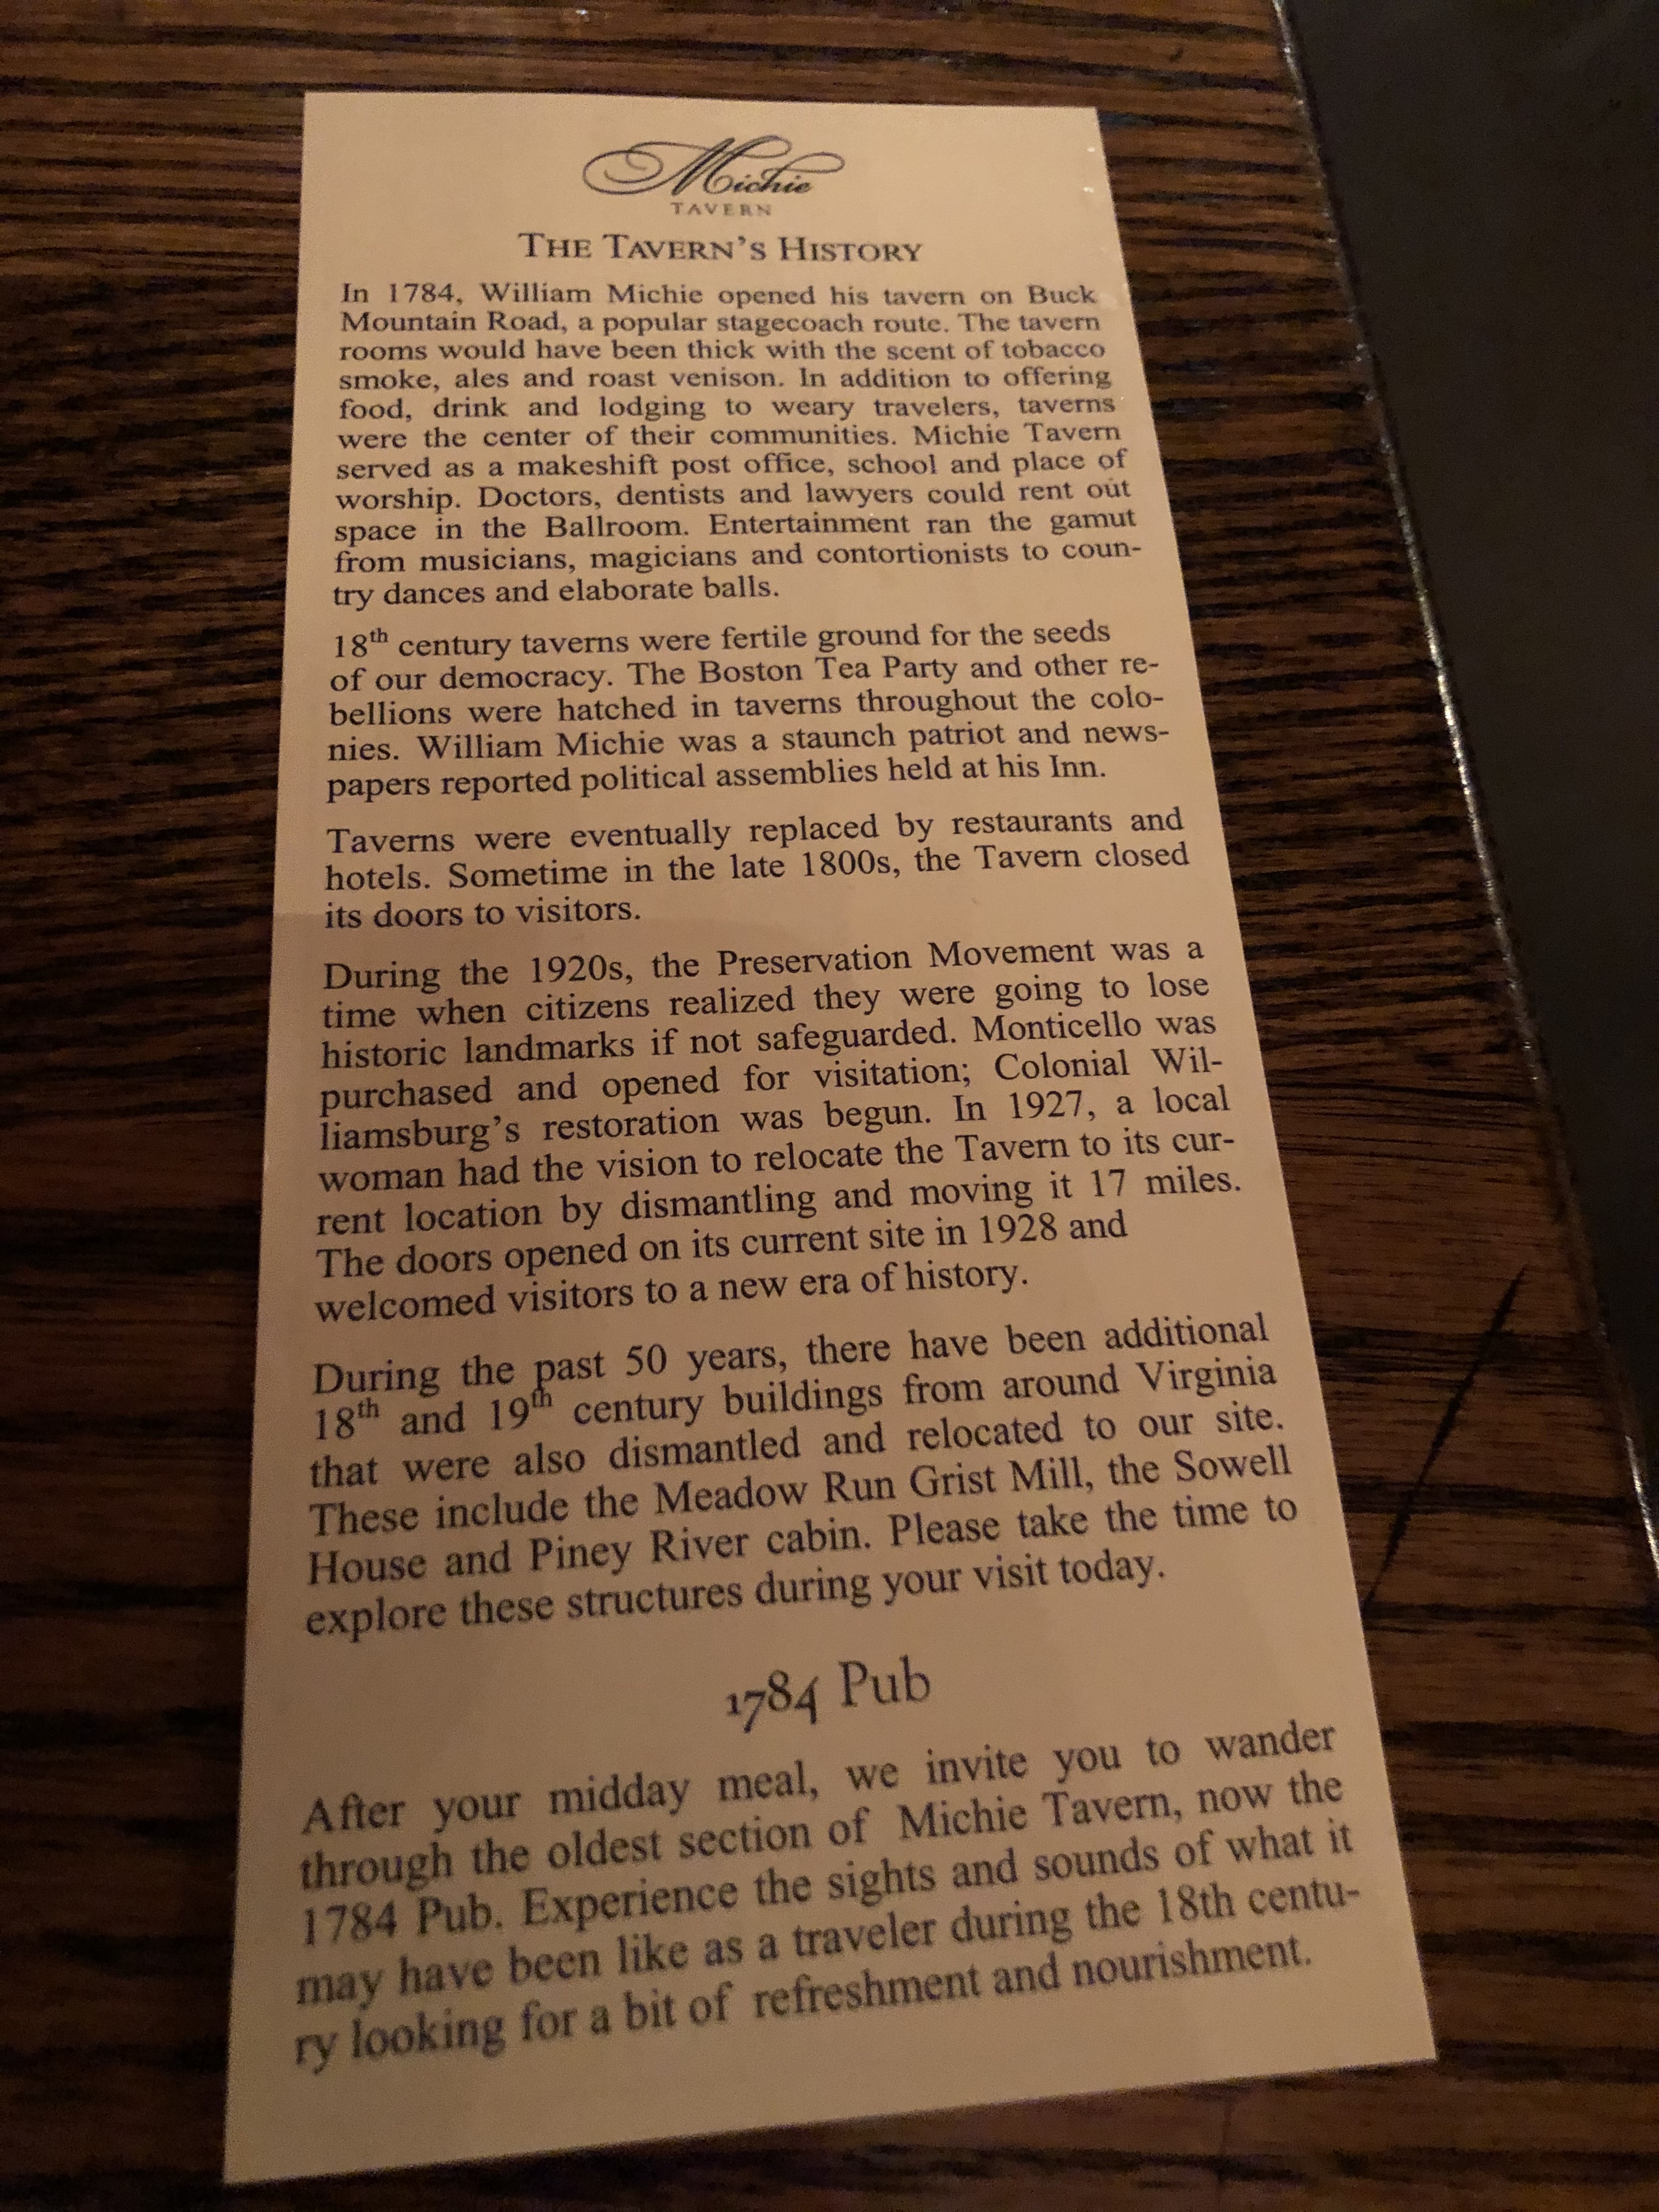 Michie
TAVERN
THE TAVERN'S HISTORY
In 1784, William Michie opened his tavern on Buck
Mountain Road, a popular stagecoach route. The tavern
rooms would have been thick with the scent of tobacco
smoke, ales and roast venison. In addition to offering
food, drink and lodging to weary travelers, taverns
were the center of their communities. Michie Tavern
served as a makeshift post office, school and place of
worship. Doctors, dentists and lawyers could rent out
space in the Ballroom. Entertainment ran the gamut
from musicians, magicians and contortionists to coun-
try dances and elaborate balls.
18th century taverns were fertile ground for the seeds
of our democracy. The Boston Tea Party and other re-
bellions were hatched in taverns throughout the colo-
nies. William Michie was a staunch patriot and news-
papers reported political assemblies held at his Inn.
Taverns were eventually replaced by restaurants and
hotels. Sometime in the late 1800s, the Tavern closed
its doors to visitors.
During the 1920s, the Preservation Movement was a
time when citizens realized they were going to lose
historic landmarks if not safeguarded. Monticello was
purchased and opened for visitation; Colonial Wil-
liamsburg's restoration was begun. In 1927, a local
woman had the vision to relocate the Tavern to its cur-
rent location by dismantling and moving it 17 miles.
The doors opened on its current site in 1928 and
welcomed visitors to a new era of history.
During the past 50 years, there have been additional
18th and 19th century buildings from around Virginia
that were also dismantled and relocated to our site.
These include the Meadow Run Grist Mill, the Sowell
House and Piney River cabin. Please take the time to
explore these structures during your visit today.
1784 Pub
After your midday meal, we invite you to wander
through the oldest section of Michie Tavern, now the
1784 Pub. Experience the sights and sounds of what it
may have been like as a traveler during the 18th centu-
ry looking for a bit of refreshment and nourishment.